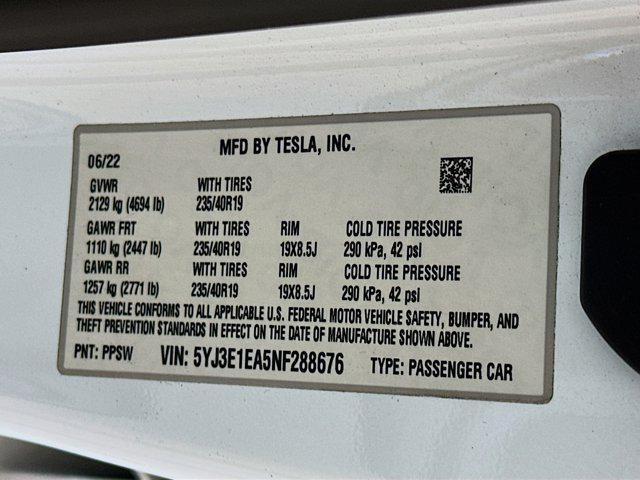 MFD BY TESLA, INC.
06/22
GVWR WITH TIRES
2129 kg (4694 lb) 235/40R19
GAWR FRT WITH TIRES RIM COLD TIRE PRESSURE
1110 kg (2447 lb) 235/40R19 19X8.5J 290 kPa, 42 psi
GAWR RR WITH TIRES RIM COLD TIRE PRESSURE
1257 kg (2771 lb) 235/40R19 19X8.5J 290 kPa, 42 psi
THIS VEHICLE CONFORMS TO ALL APPLICABLE U.S. FEDERAL MOTOR VEHICLE SAFETY, BUMPER, AND
THEFT PREVENTION STANDARDS IN EFFECT ON THE DATE OF MANUFACTURE SHOWN ABOVE.
PNT: PPSW VIN: 5YJ3E1EA5NF288676 TYPE: PASSENGER CAR